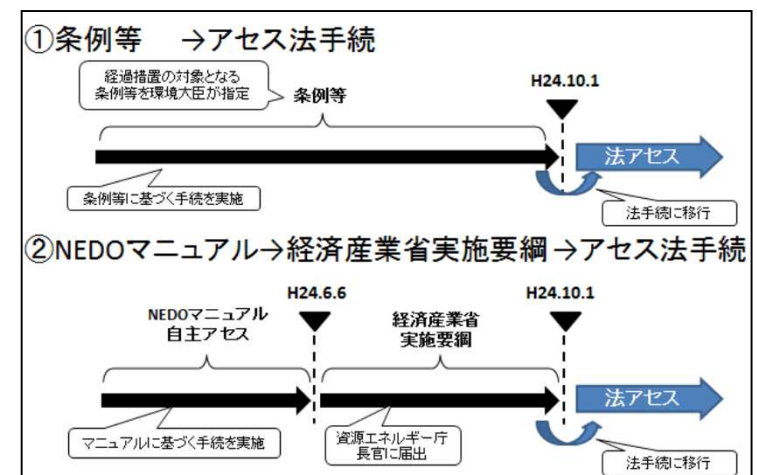 ①条例等　→アセス法手続
経過措置の対象となる
条例等を環境大臣が指定
条例等
H24.10.1
法アセス
条例等に基づく手続を実施
法手続に移行
②NEDOマニュアル→経済産業省実施要綱→アセス法手続
H24.6.6
H24.10.1
NEDOマニュアル
自主アセス
経済産業省
実施要綱
法アセス
マニュアルに基づく手続を実施
資源エネルギー庁
長官に届出
法手続に移行